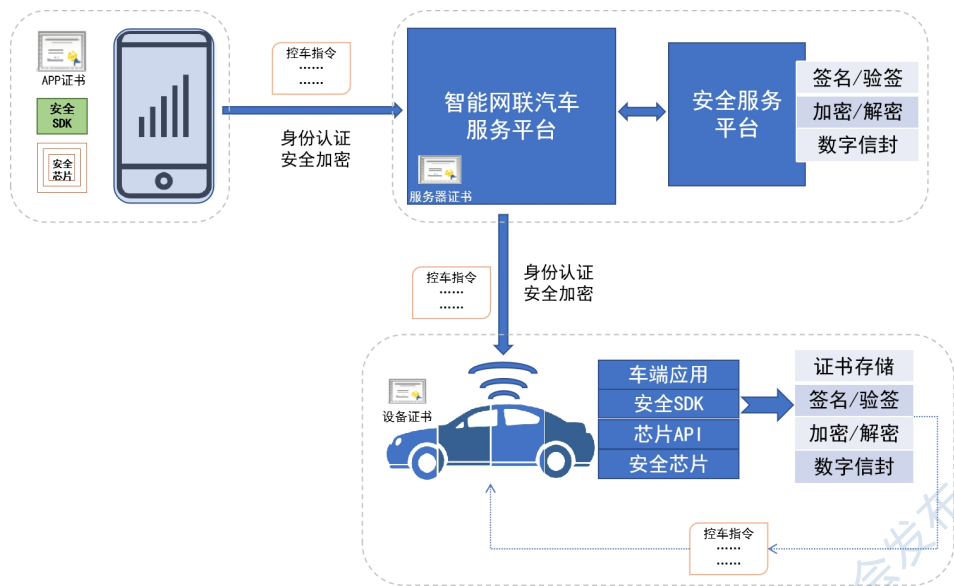 APP证书
安全
SDK
安全
芯片
控车指令
……
……
身份认证
安全加密
智能网联汽车
服务平台
服务器证书
安全服务
平台
签名/验签
加密/解密
数字信封
控车指令
……
……
身份认证
安全加密
设备证书
车端应用
安全SDK
芯片API
安全芯片
证书存储
签名/验签
加密/解密
数字信封
控车指令
……
……
会发布